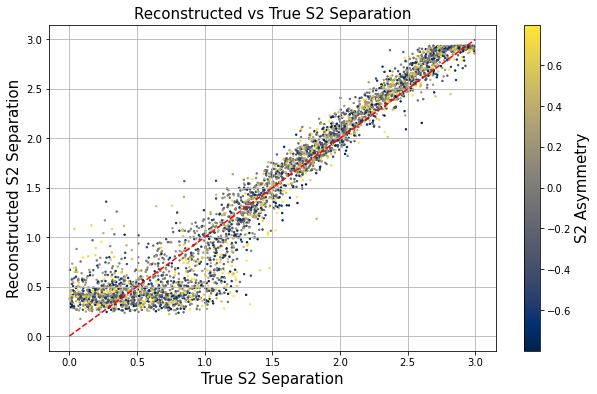 Reconstructed vs True S2 Separation
Reconstructed S2 Separation
3.0
2.5
2.0
1.5
1.0
0.5
0.0
0.0 0.5 1.0 1.5 2.0 2.5 3.0
True S2 Separation
0.6
0.4
0.2
0.0
−0.2
−0.4
−0.6
S2 Asymmetry